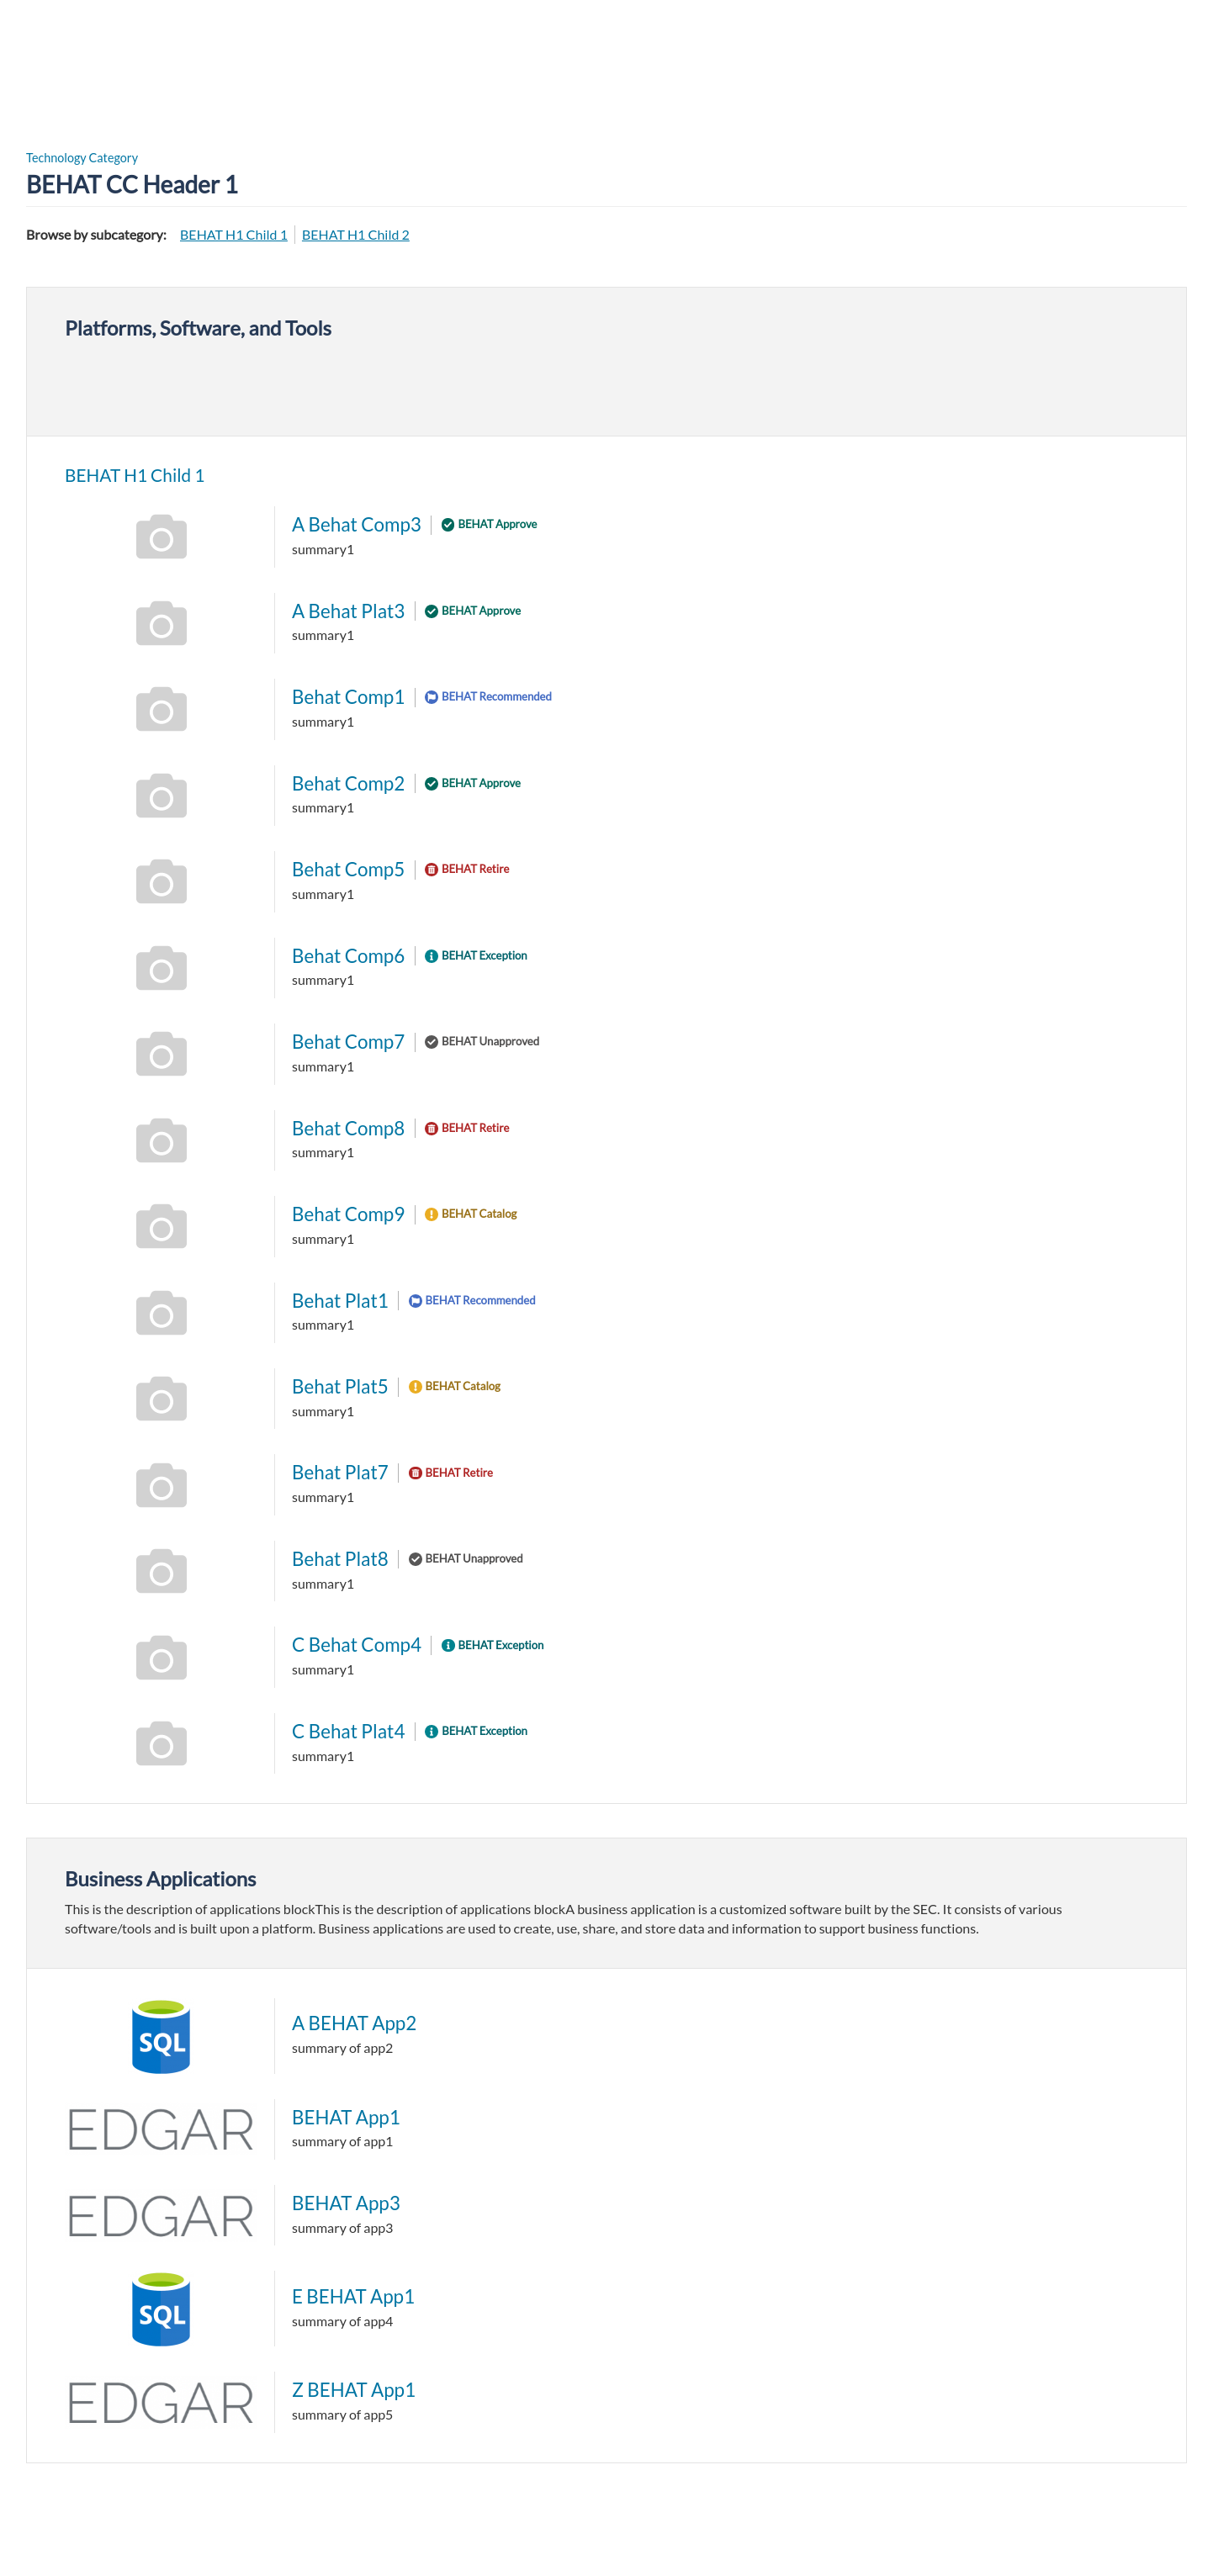 Technology Category
BEHAT CC Header 1
Browse by subcategory: BEHAT H1 Child 1 BEHAT H1 Child 2
Platforms, Software, and Tools
BEHAT H1 Child 1
A Behat Comp3 BEHAT Approve
summary1
A Behat Plat3 BEHAT Approve
summary1
Behat Comp1 BEHAT Recommended
summary1
Behat Comp2 BEHAT Approve
summary1
Behat Comp5 BEHAT Retire
summary1
Behat Comp6 BEHAT Exception
summary1
Behat Comp7 BEHAT Unapproved
summary1
Behat Comp8 BEHAT Retire
summary1
Behat Comp9 BEHAT Catalog
summary1
Behat Plat1 BEHAT Recommended
summary1
Behat Plat5 BEHAT Catalog
summary1
Behat Plat7 BEHAT Retire
summary1
Behat Plat8 BEHAT Unapproved
summary1
C Behat Comp4 BEHAT Exception
summary1
C Behat Plat4 BEHAT Exception
summary1
Business Applications
This is the description of applications blockThis is the description of applications blockA business application is a customized software built by the SEC. It consists of various
software/tools and is built upon a platform. Business applications are used to create, use, share, and store data and information to support business functions.
SQL
A BEHAT App2
summary of app2
EDGAR
BEHAT App1
summary of app1
EDGAR
BEHAT App3
summary of app3
SQL
E BEHAT App1
summary of app4
EDGAR
Z BEHAT App1
summary of app5